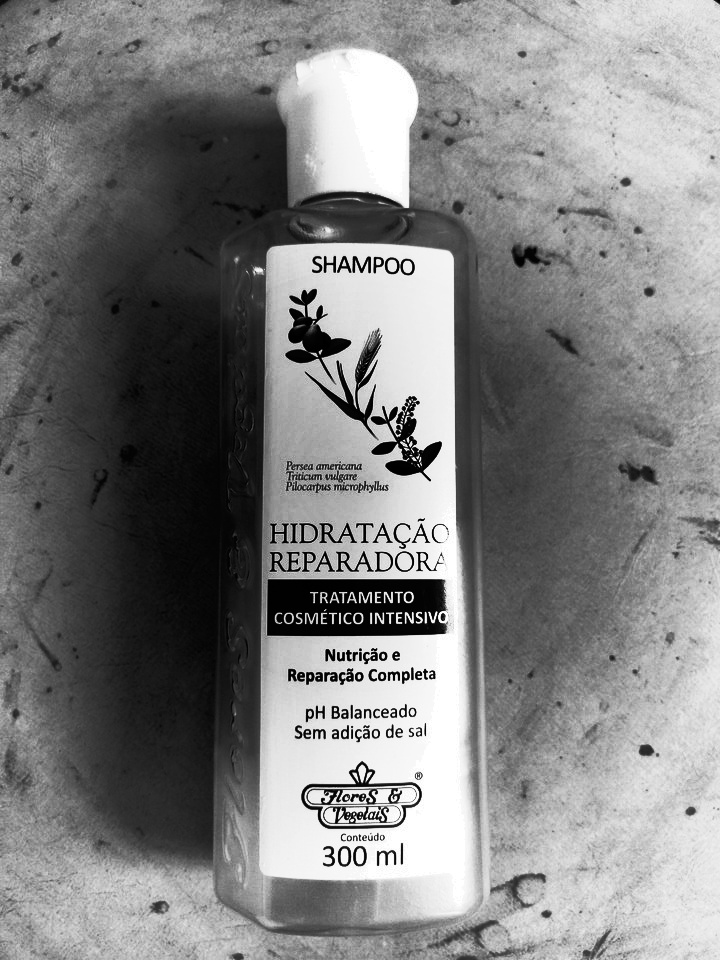 SHAMPOO
Persea americana
Triticum vulgare
Pilocarpus microphyllus
HIDRATAÇÃO
REPARADORA
TRATAMENTO
COSMÉTICO INTENSIVO
Nutrição e
Reparação Completa
pH Balanceado
Sem adição de sal
Flores &
Vegetais
®
Conteúdo
300 ml